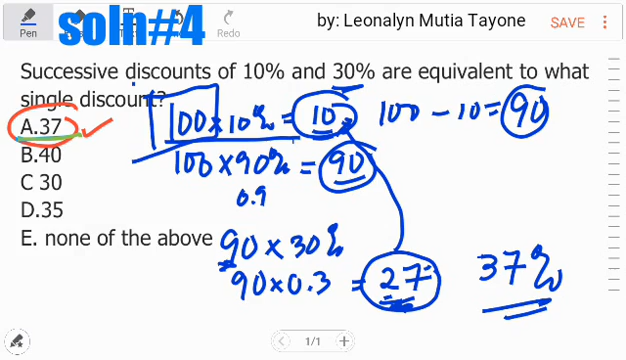 soln#4
by: Leonalyn Mutia Tayone
SAVE
Pen
Eraser
Undo
Redo
Successive discounts of 10% and 30% are equivalent to what
single discount?
100 × 10% = 10
100 - 10 = 90
A.37
100 × 90% = 90
B.40
0.9
C 30
D.35
E. none of the above
90 × 30%
90 × 0.3 = 27
37%
1/1